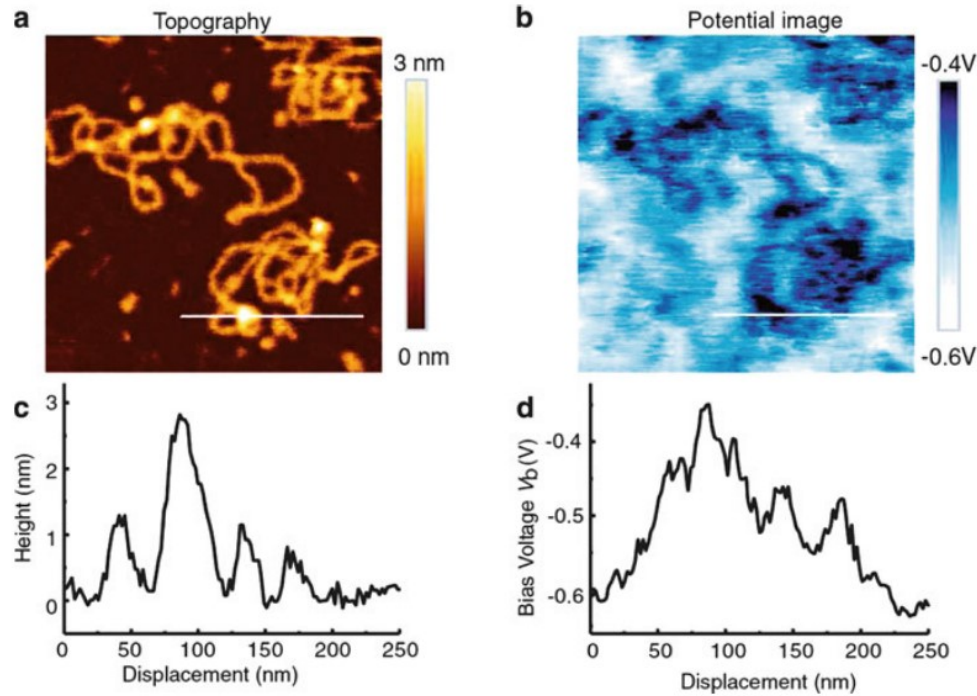 a
Topography
3 nm
0 nm
b
Potential image
-0.4V
-0.6V
c
Height (nm)
3
2
1
0
0 50 100 150 200 250
Displacement (nm)
d
Bias Voltage Vb (V)
-0.4
-0.5
-0.6
0 50 100 150 200 250
Displacement (nm)